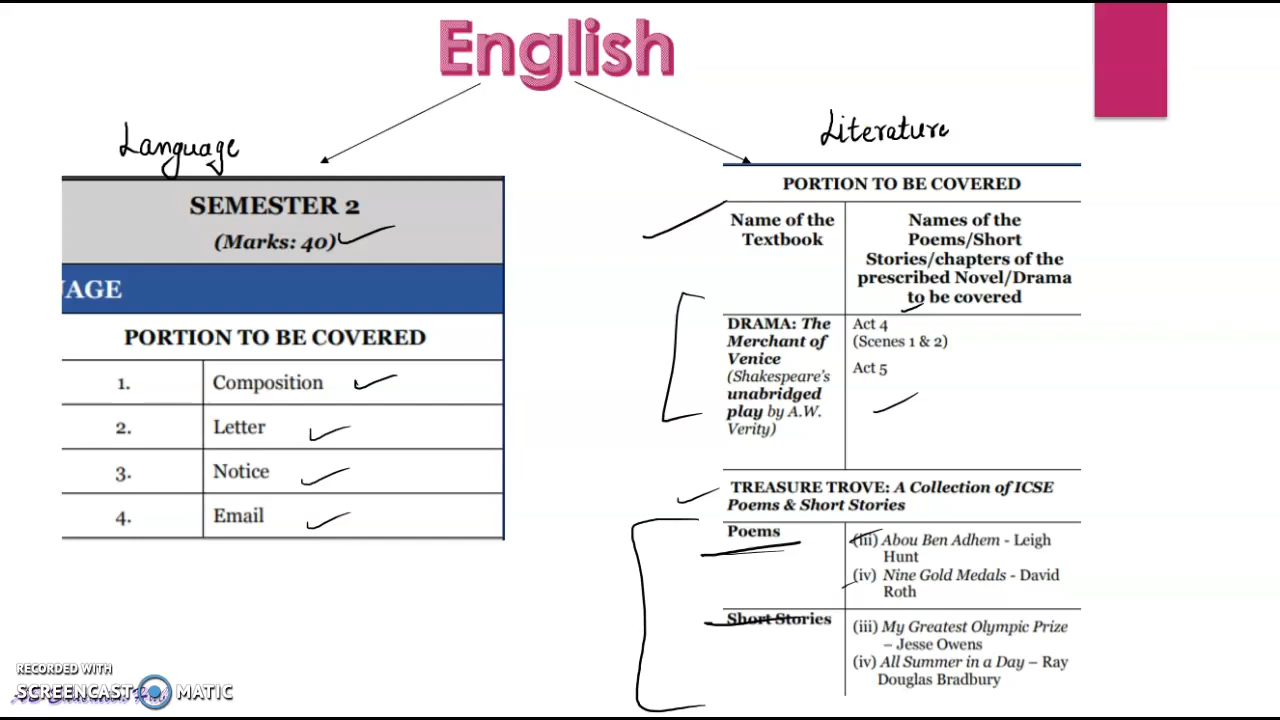 English
Language
SEMESTER 2
(Marks: 40)
UAGE
PORTION TO BE COVERED
1. Composition
2. Letter
3. Notice
4. Email
Literature
PORTION TO BE COVERED
Name of the
Textbook
Names of the
Poems/Short
Stories/chapters of the
prescribed Novel/Drama
to be covered
DRAMA: The
Merchant of
Venice
(Shakespeare's
unabridged
play by A.W.
Verity)
Act 4
(Scenes 1 & 2)
Act 5
TREASURE TROVE: A Collection of ICSE
Poems & Short Stories
Poems
(iii) Abou Ben Adhem - Leigh
Hunt
(iv) Nine Gold Medals - David
Roth
Short Stories
(iii) My Greatest Olympic Prize
– Jesse Owens
(iv) All Summer in a Day – Ray
Douglas Bradbury
RECORDED WITH
SCREENCAST-O-MATIC